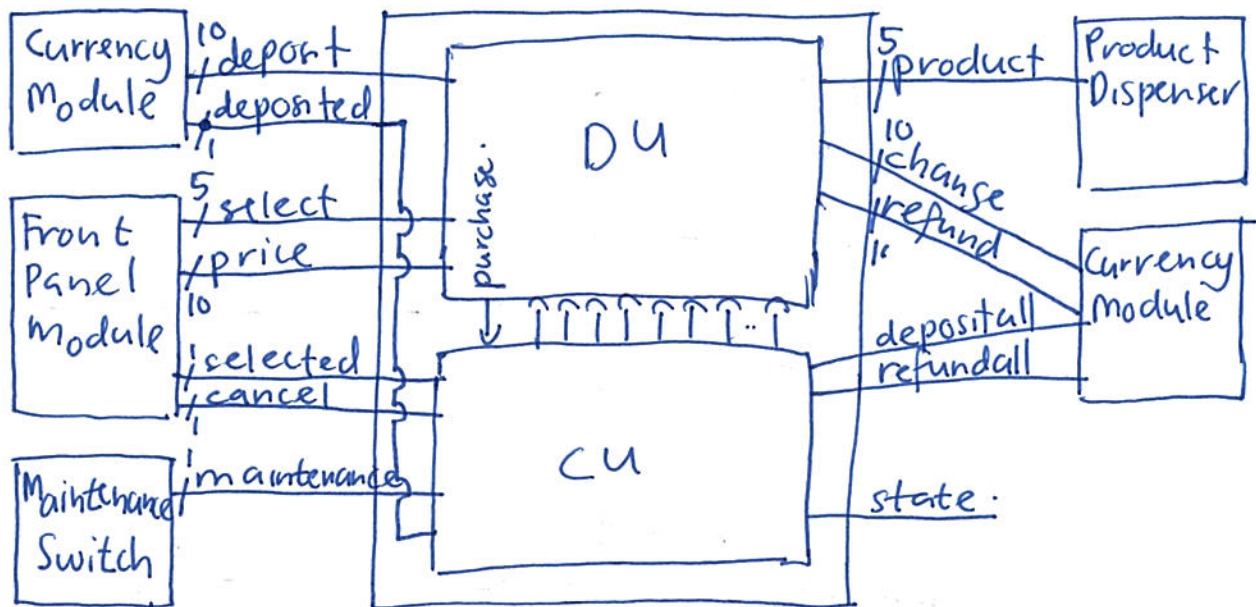 Currency
Module
10
deposit
deposited
1
Front
Panel
Module
5
select
price
10
selected
cancel
1
1
Maintenance
Switch
maintenance
DU
purchase.
CU
5
product
Product
Dispenser
10
change
refund
Currency
Module
depositall
refundall
state.